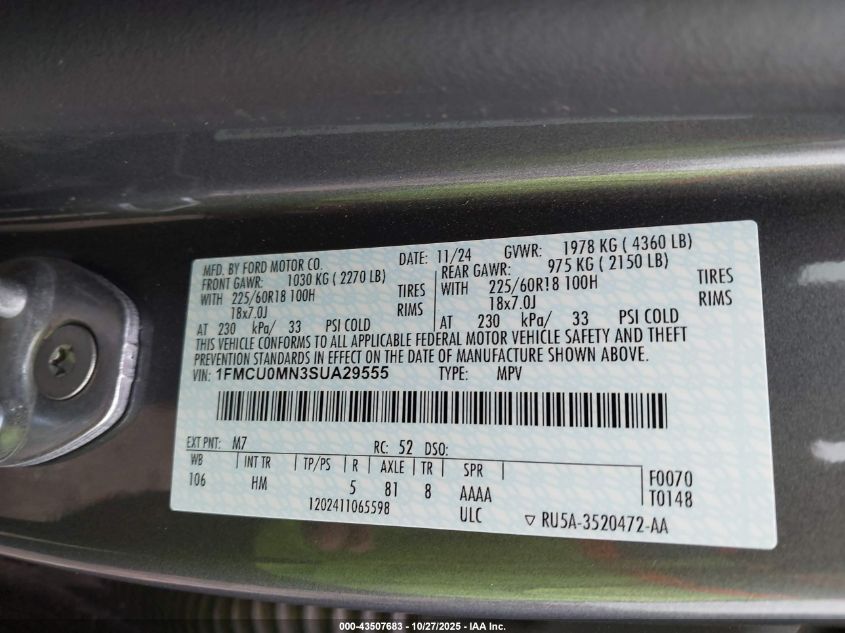 MFD. BY FORD MOTOR CO. DATE: 11/24 GVWR: 1978 KG ( 4360 LB)
FRONT GAWR: 1030 KG ( 2270 LB) REAR GAWR: 975 KG ( 2150 LB)
WITH 225/60R18 100H TIRES WITH 225/60R18 100H TIRES
18x7.0J RIMS 18x7.0J RIMS
AT 230 kPa/ 33 PSI COLD AT 230 kPa/ 33 PSI COLD
THIS VEHICLE CONFORMS TO ALL APPLICABLE FEDERAL MOTOR VEHICLE SAFETY AND THEFT
PREVENTION STANDARDS IN EFFECT ON THE DATE OF MANUFACTURE SHOWN ABOVE.
VIN: 1FMCU0MN3SUA29555 TYPE: MPV
EXT PNT: M7 RC: 52 DSO:
WB INT TR TP/PS R AXLE TR SPR F0070
106 HM 5 81 8 AAAA T0148
1202411065598 ULC ▽ RU5A-3520472-AA
000-43507683 | 10/27/2025 - IAA Inc.